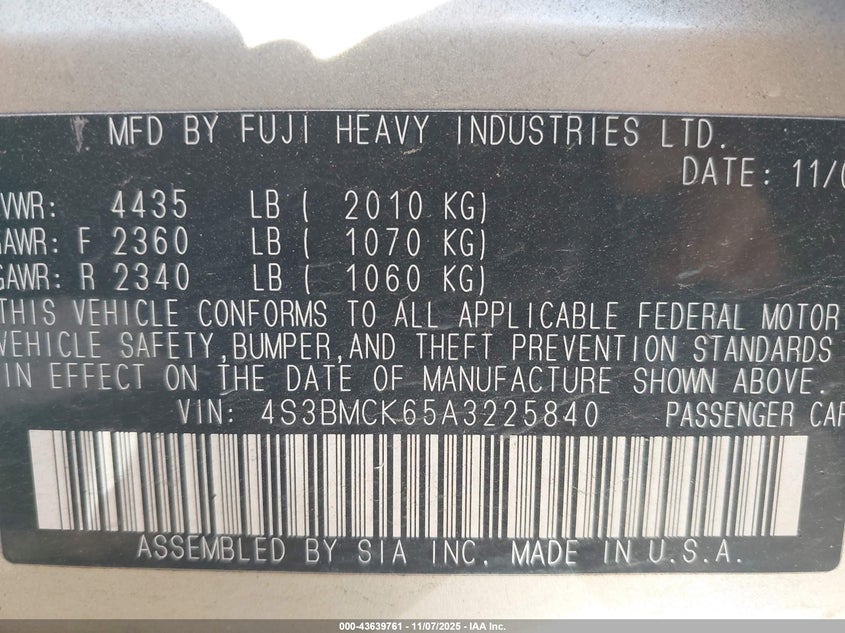 MFD BY FUJI HEAVY INDUSTRIES LTD.
DATE: 11/0
VWR: 4435 LB ( 2010 KG)
GAWR: F 2360 LB ( 1070 KG)
GAWR: R 2340 LB ( 1060 KG)
THIS VEHICLE CONFORMS TO ALL APPLICABLE FEDERAL MOTOR
VEHICLE SAFETY,BUMPER,AND THEFT PREVENTION STANDARDS
IN EFFECT ON THE DATE OF MANUFACTURE SHOWN ABOVE.
VIN: 4S3BMCK65A3225840 PASSENGER CAR
ASSEMBLED BY SIA INC. MADE IN U.S.A.
000-43639761 - 11/07/2025 - IAA Inc.